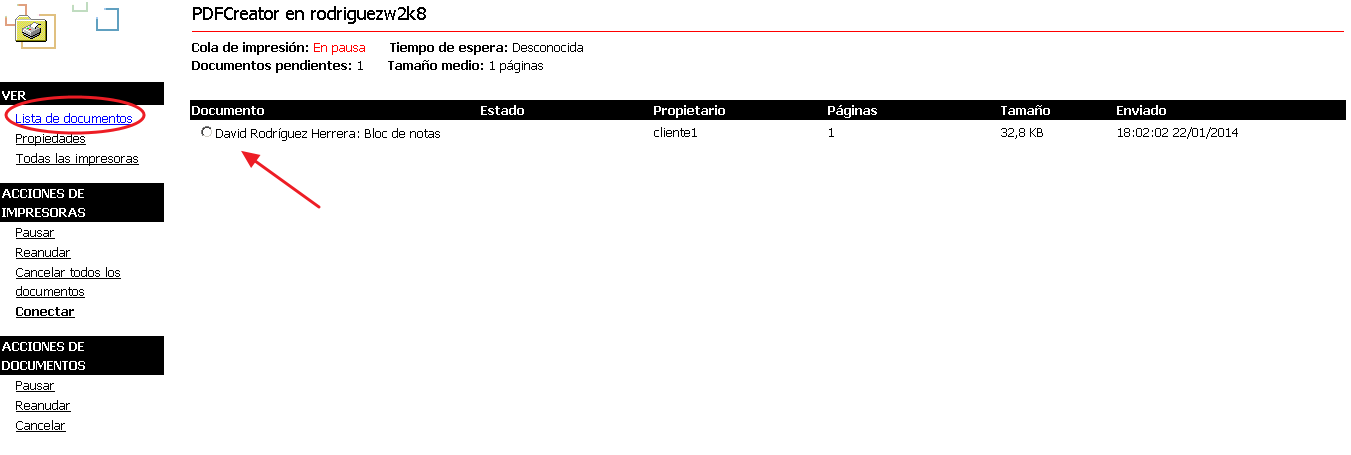 PDFCreator en rodriguezw2k8
Cola de impresión: En pausa Tiempo de espera: Desconocida
Documentos pendientes: 1 Tamaño medio: 1 páginas
VER
Lista de documentos
Propiedades
Todas las impresoras
ACCIONES DE
IMPRESORAS
Pausar
Reanudar
Cancelar todos los
documentos
Conectar
ACCIONES DE
DOCUMENTOS
Pausar
Reanudar
Cancelar
Documento Estado Propietario Páginas Tamaño Enviado
David Rodríguez Herrera: Bloc de notas cliente1 1 32,8 KB 18:02:02 22/01/2014